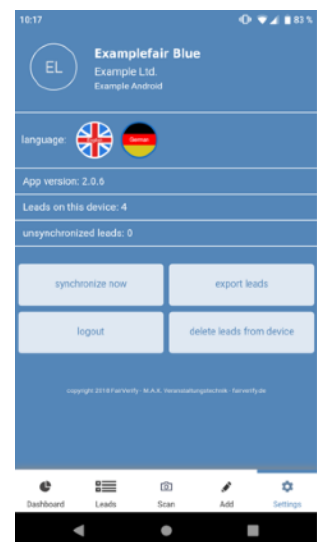 10:17
83 %
EL
Examplefair Blue
Example Ltd.
Example Android
language:
English
German
App version: 2.0.6
Leads on this device: 4
unsynchronized leads: 0
synchronize now
export leads
logout
delete leads from device
copyright 2018 FairVerify - M.A.X. Veranstaltungstechnik - fairverify.de
Dashboard
Leads
Scan
Add
Settings